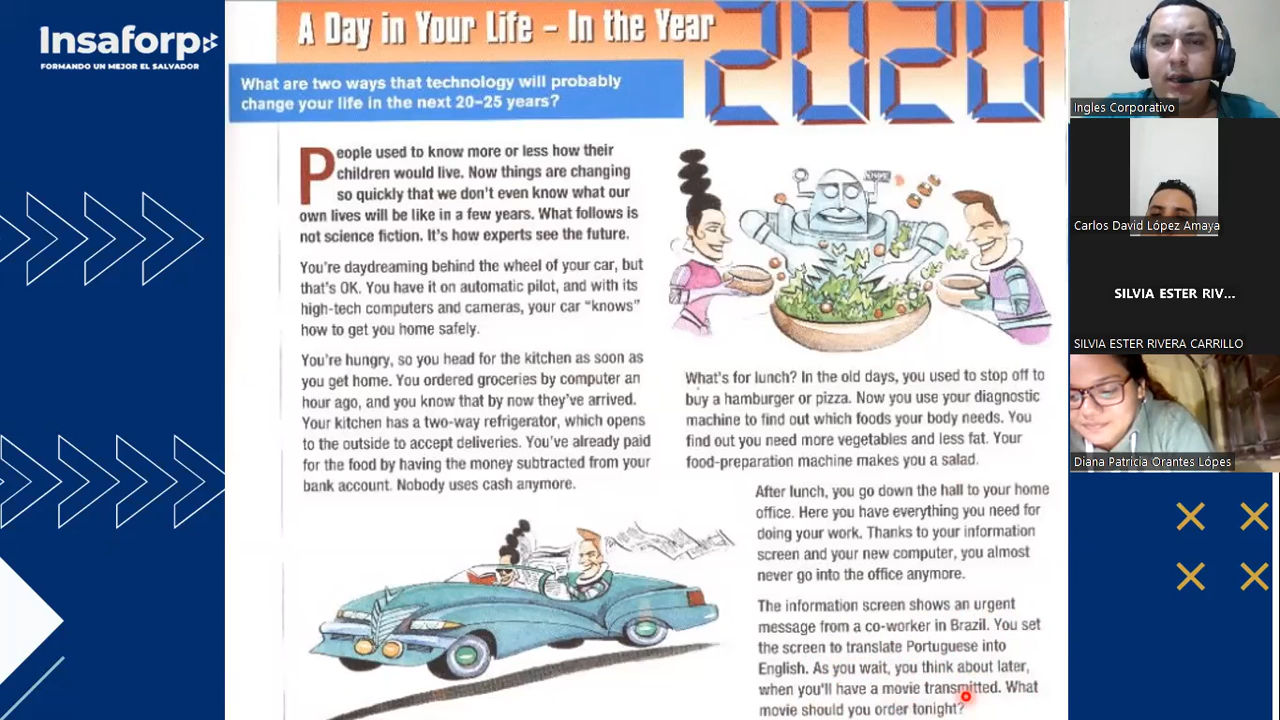 Insaforp
FORMANDO UN MEJOR EL SALVADOR
A Day in Your Life – In the Year
2020
What are two ways that technology will probably
change your life in the next 20–25 years?
People used to know more or less how their
children would live. Now things are changing
so quickly that we don't even know what our
own lives will be like in a few years. What follows is
not science fiction. It's how experts see the future.
You're daydreaming behind the wheel of your car, but
that's OK. You have it on automatic pilot, and with its
high-tech computers and cameras, your car “knows”
how to get you home safely.
You're hungry, so you head for the kitchen as soon as
you get home. You ordered groceries by computer an
hour ago, and you know that by now they've arrived.
Your kitchen has a two-way refrigerator, which opens
to the outside to accept deliveries. You've already paid
for the food by having the money subtracted from your
bank account. Nobody uses cash anymore.
What's for lunch? In the old days, you used to stop off to
buy a hamburger or pizza. Now you use your diagnostic
machine to find out which foods your body needs. You
find out you need more vegetables and less fat. Your
food-preparation machine makes you a salad.
After lunch, you go down the hall to your home
office. Here you have everything you need for
doing your work. Thanks to your information
screen and your new computer, you almost
never go into the office anymore.
The information screen shows an urgent
message from a co-worker in Brazil. You set
the screen to translate Portuguese into
English. As you wait, you think about later,
when you'll have a movie transmitted. What
movie should you order tonight?
Ingles Corporativo
Carlos David López Amaya
SILVIA ESTER RIV...
SILVIA ESTER RIVERA CARRILLO
Diana Patricia Orantes Lópes